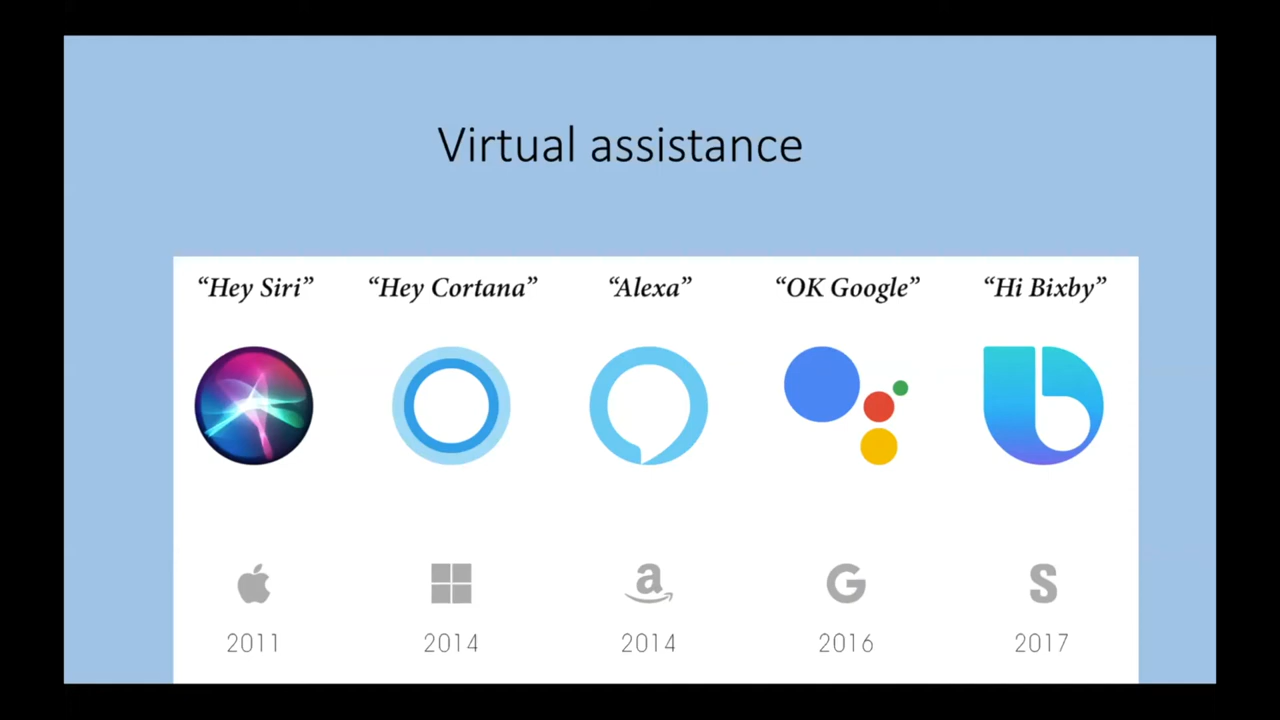 Virtual assistance
“Hey Siri” “Hey Cortana” “Alexa” “OK Google” “Hi Bixby”
a G S
2011 2014 2014 2016 2017